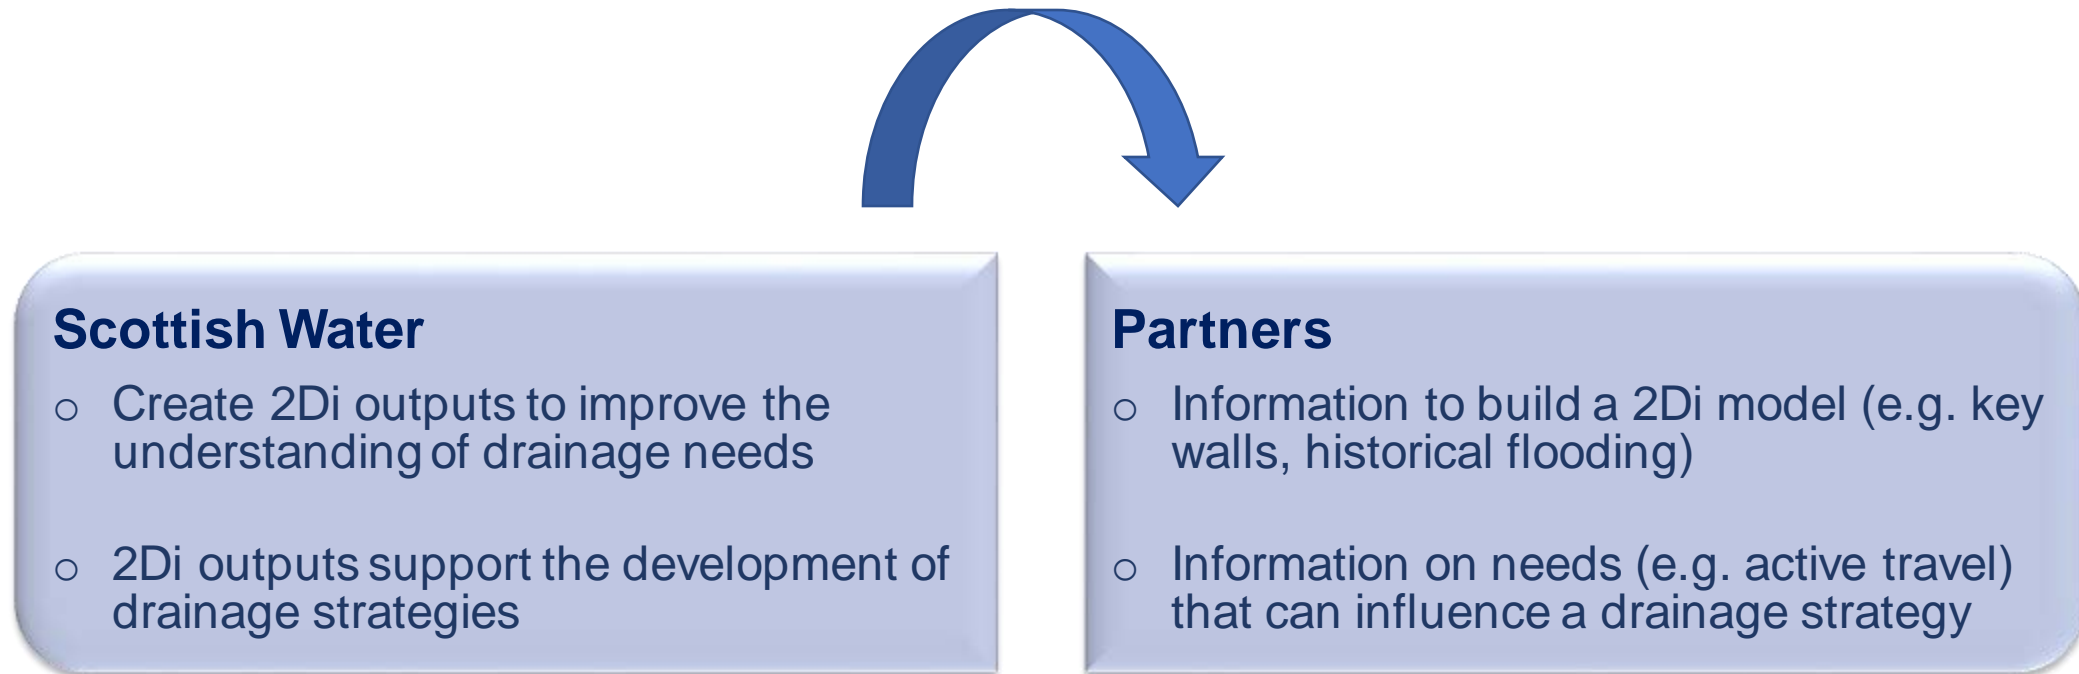 Scottish Water
○ Create 2Di outputs to improve the
understanding of drainage needs
○ 2Di outputs support the development of
drainage strategies
Partners
○ Information to build a 2Di model (e.g. key
walls, historical flooding)
○ Information on needs (e.g. active travel)
that can influence a drainage strategy